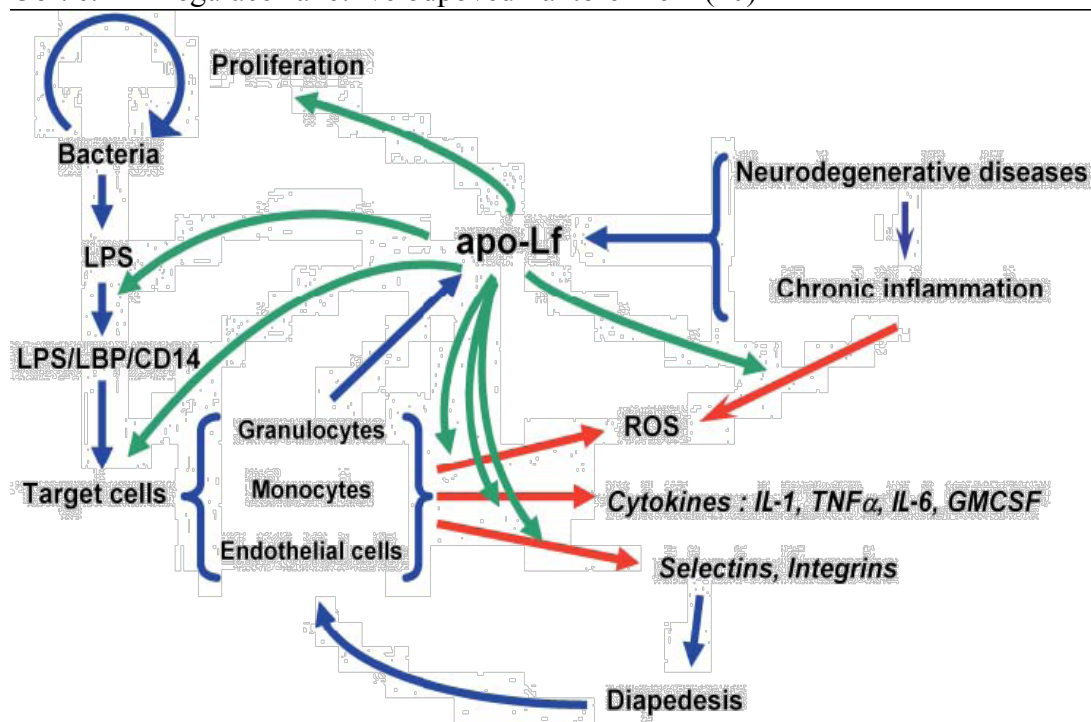 Proliferation
Bacteria
Neurodegenerative diseases
apo-Lf
LPS
Chronic inflammation
LPS/LBP/CD14
Granulocytes
ROS
Target cells
Monocytes
Cytokines : IL-1, TNFα, IL-6, GMCSF
Endothelial cells
Selectins, Integrins
Diapedesis